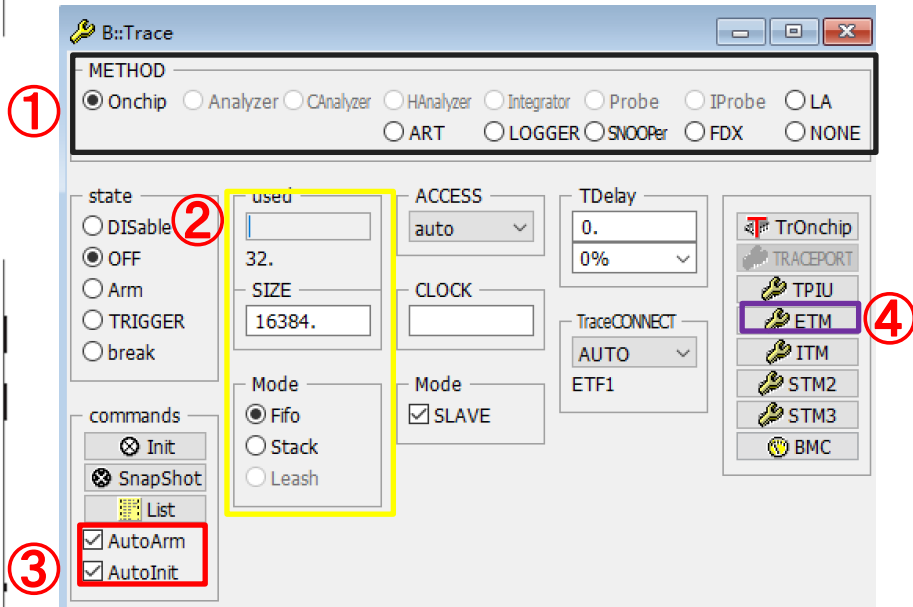 B::Trace
METHOD
① Onchip Analyzer CAnalyzer HAnalyzer Integrator Probe IProbe LA
ART LOGGER SNOOPer FDX NONE
state
DISable
OFF
Arm
TRIGGER
break
commands
Init
SnapShot
List
③ AutoArm
AutoInit
② used
32.
SIZE
16384.
Mode
Fifo
Stack
Leash
ACCESS
auto
CLOCK
Mode
SLAVE
TDelay
0.
0%
TraceCONNECT
AUTO
ETF1
TrOnchip
TRACEPORT
TPIU
ETM ④
ITM
STM2
STM3
BMC